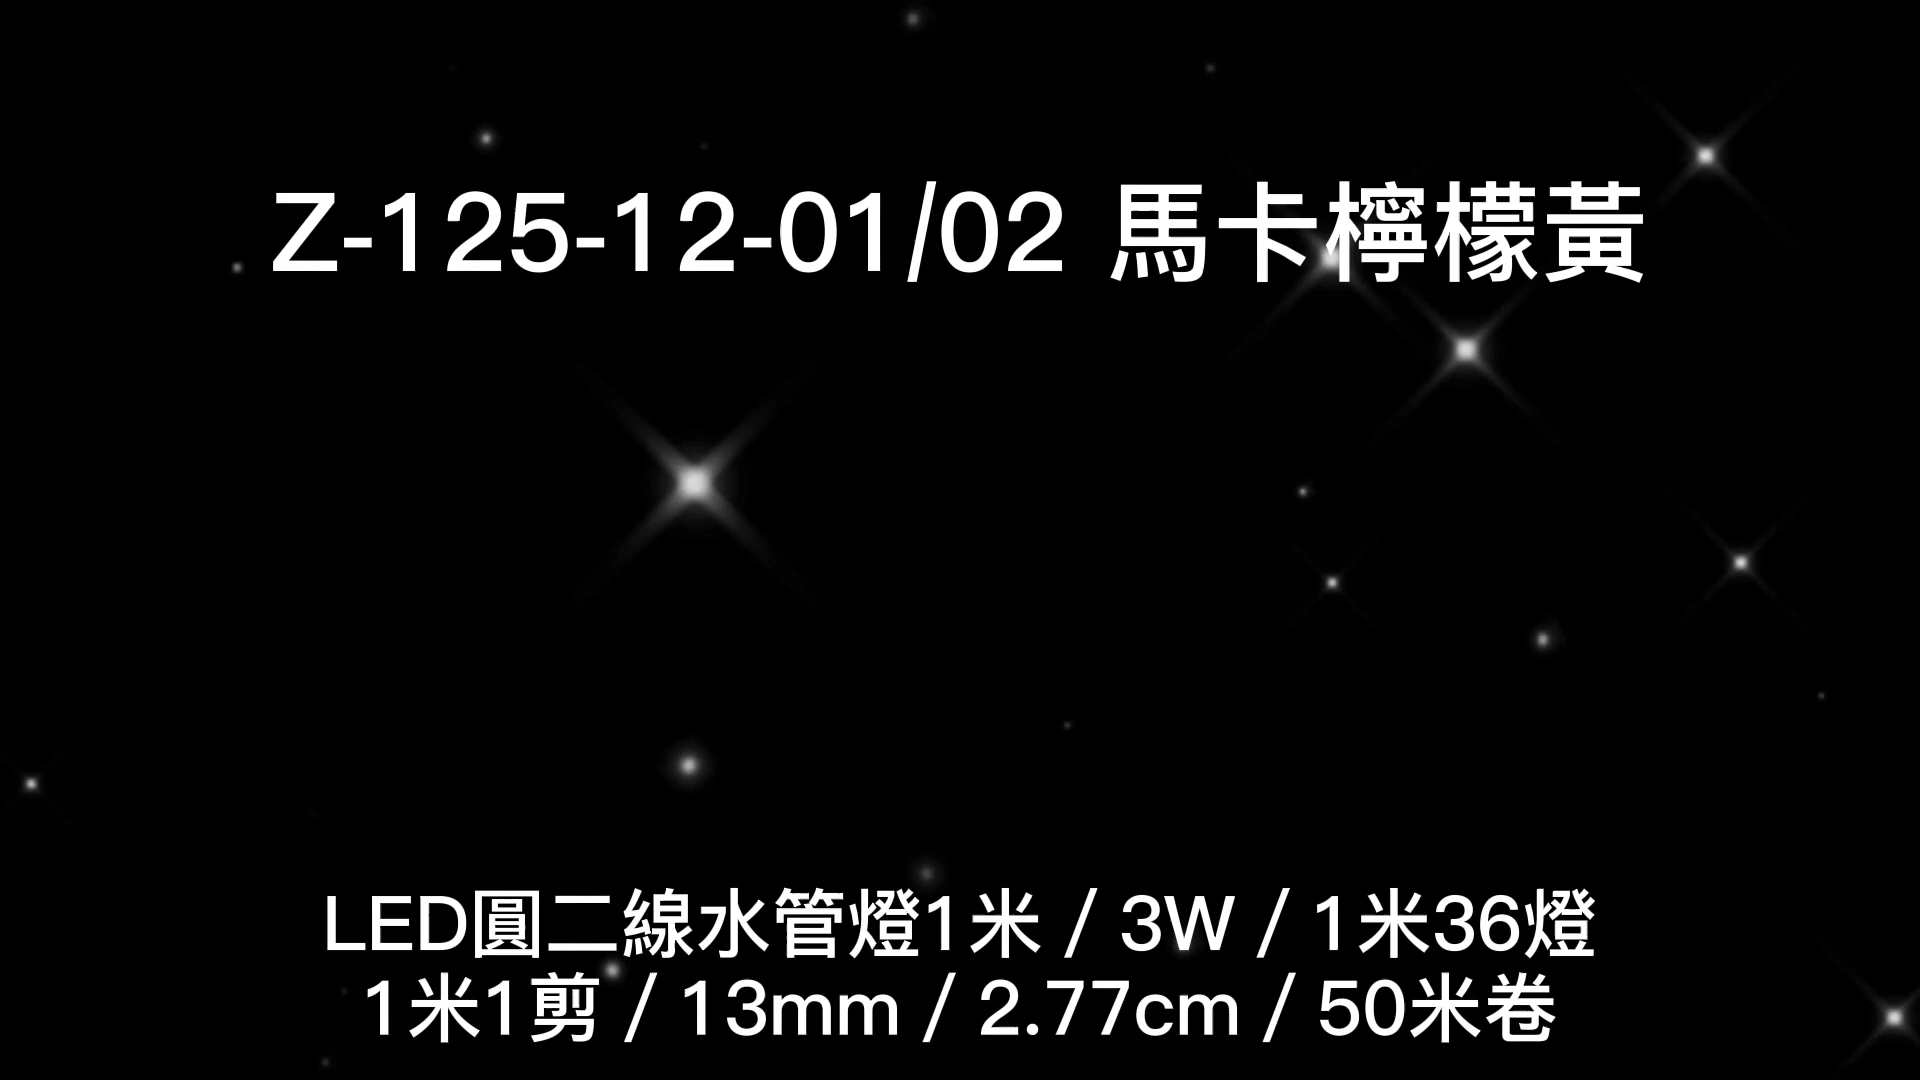 Z-125-12-01/02 馬卡檸檬黃
LED圓二線水管燈1米 / 3W / 1米36燈
1米1剪 / 13mm / 2.77cm / 50米卷